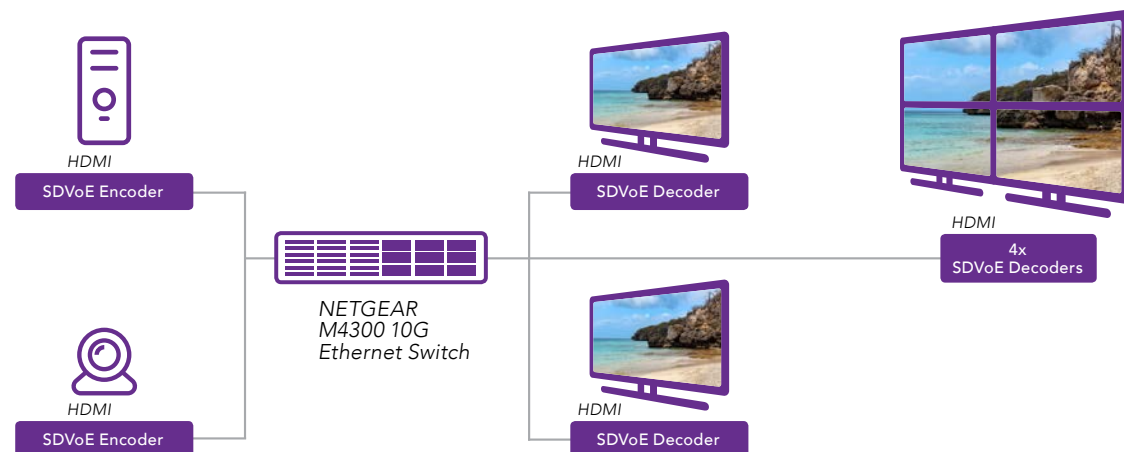 HDMI
SDVoE Encoder
HDMI
SDVoE Decoder
HDMI
4x
SDVoE Decoders
NETGEAR
M4300 10G
Ethernet Switch
HDMI
SDVoE Encoder
HDMI
SDVoE Decoder